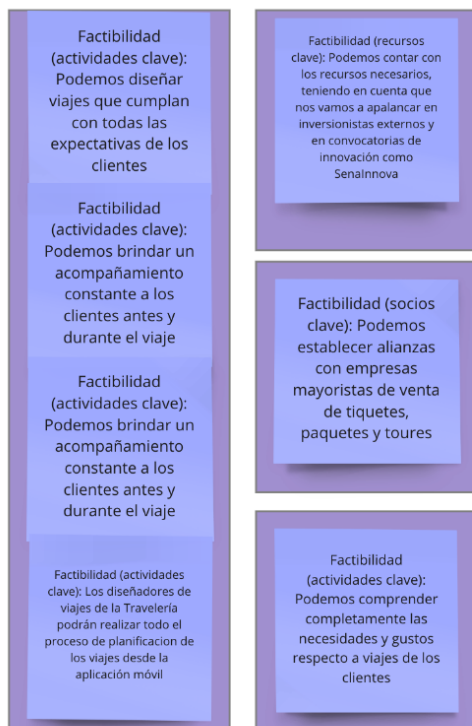 Factibilidad
(actividades clave):
Podemos diseñar
viajes que cumplan
con todas las
expectativas de los
clientes
Factibilidad
(actividades clave):
Podemos brindar un
acompañamiento
constante a los
clientes antes y
durante el viaje
Factibilidad
(actividades clave):
Podemos brindar un
acompañamiento
constante a los
clientes antes y
durante el viaje
Factibilidad (actividades
clave): Los diseñadores de
viajes de la Travelería
podrán realizar todo el
proceso de planificacion de
los viajes desde la
aplicación móvil
Factibilidad (recursos
clave): Podemos contar con
los recursos necesarios,
teniendo en cuenta que
nos vamos a apalancar en
inversionistas externos y
en convocatorias de
innovación como
SenaInnova
Factibilidad (socios
clave): Podemos
establecer alianzas
con empresas
mayoristas de venta
de tiquetes,
paquetes y toures
Factibilidad
(actividades clave):
Podemos comprender
completamente las
necesidades y gustos
respecto a viajes de los
clientes